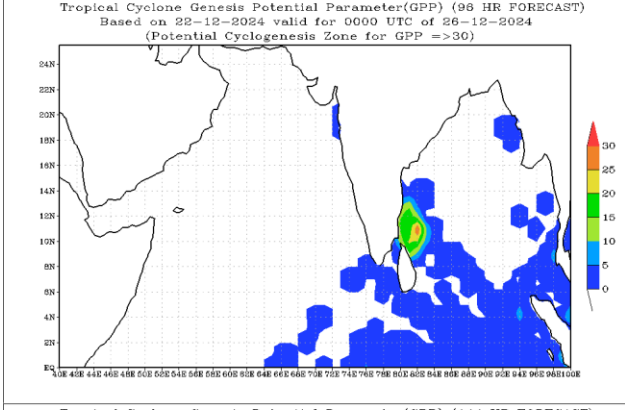 Tropical Cyclone Genesis Potential Parameter(GPP) (96 HR FORECAST)
Based on 22-12-2024 valid for 0000 UTC of 26-12-2024
(Potential Cyclogenesis Zone for GPP =>30)
24N
22N
20N
18N
16N
14N
12N
10N
8N
6N
4N
2N
EQ
30
25
20
15
10
5
0
40E 42E 44E 46E 48E 50E 52E 54E 56E 58E 60E 62E 64E 66E 68E 70E 72E 74E 76E 78E 80E 82E 84E 86E 88E 90E 92E 94E 96E 98E 100E